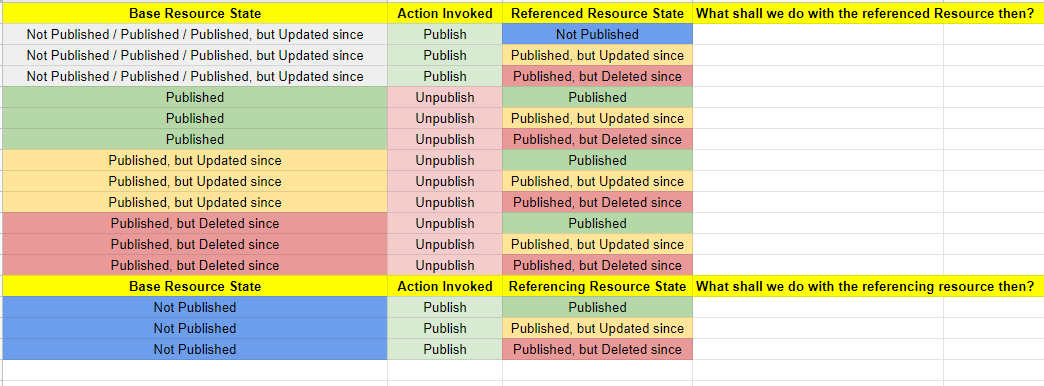 Base Resource State Action Invoked Referenced Resource State What shall we do with the referenced Resource then?
Not Published / Published / Published, but Updated since Publish Not Published
Not Published / Published / Published, but Updated since Publish Published, but Updated since
Not Published / Published / Published, but Updated since Publish Published, but Deleted since
Published Unpublish Published
Published Unpublish Published, but Updated since
Published Unpublish Published, but Deleted since
Published, but Updated since Unpublish Published
Published, but Updated since Unpublish Published, but Updated since
Published, but Updated since Unpublish Published, but Deleted since
Published, but Deleted since Unpublish Published
Published, but Deleted since Unpublish Published, but Updated since
Published, but Deleted since Unpublish Published, but Deleted since
Base Resource State Action Invoked Referencing Resource State What shall we do with the referencing resource then?
Not Published Publish Published
Not Published Publish Published, but Updated since
Not Published Publish Published, but Deleted since